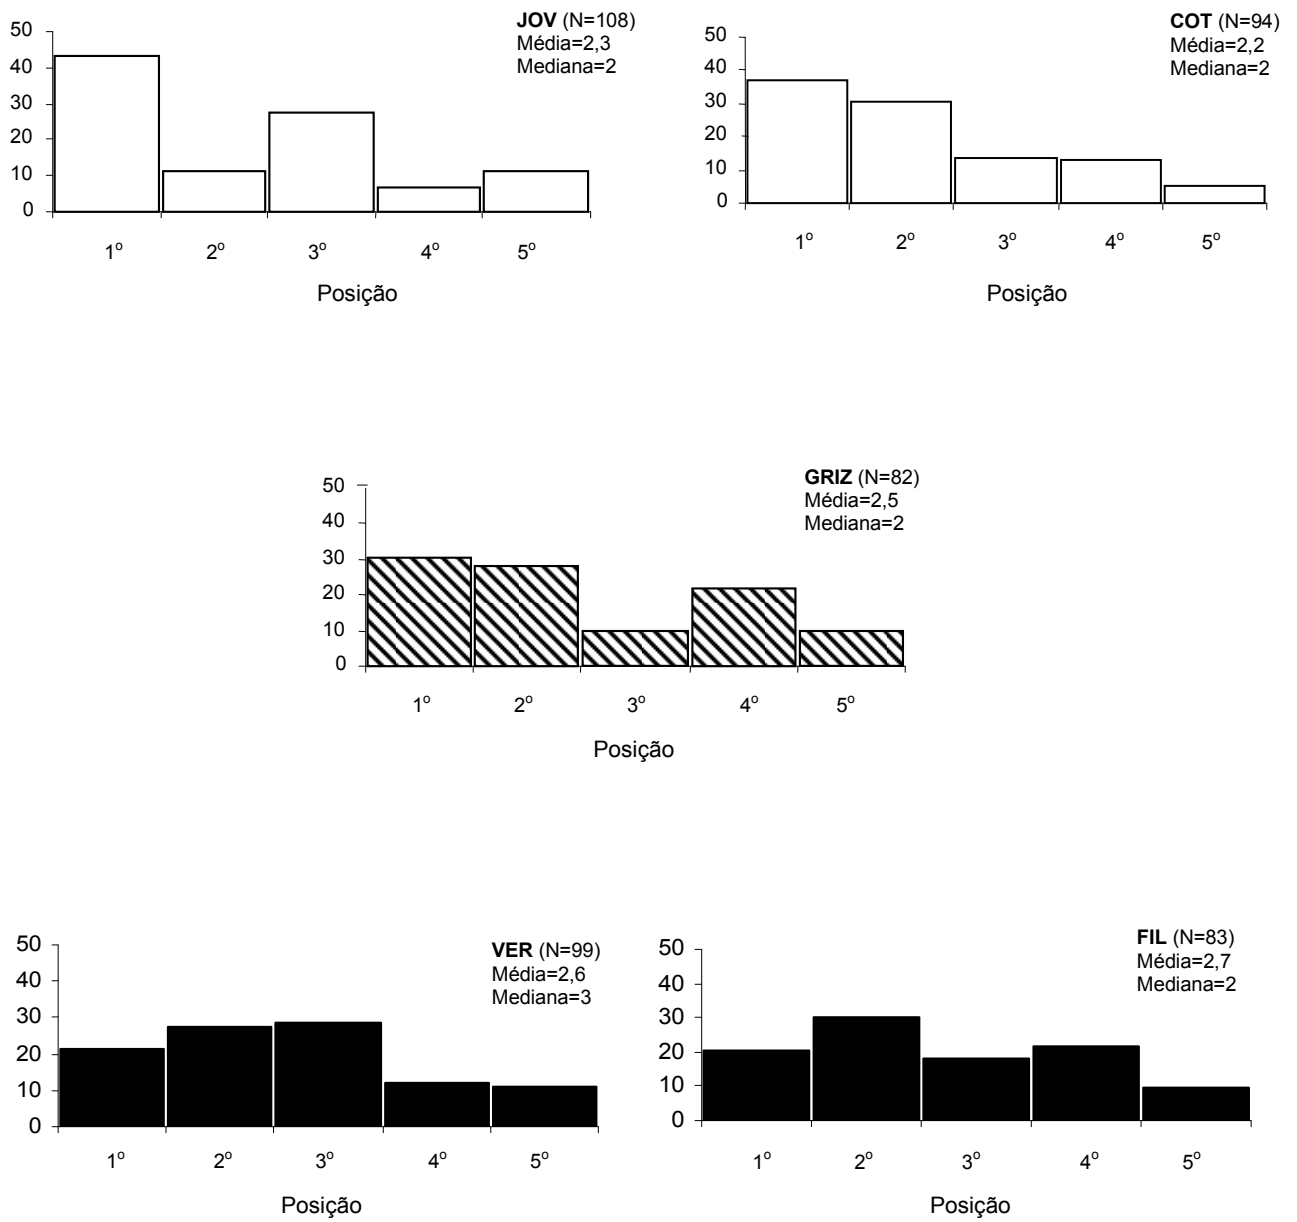 JOV (N=108)
Média=2,3
Mediana=2
50
40
30
20
10
0
1º 2º 3º 4º 5º
Posição
COT (N=94)
Média=2,2
Mediana=2
50
40
30
20
10
0
1º 2º 3º 4º 5º
Posição
GRIZ (N=82)
Média=2,5
Mediana=2
50
40
30
20
10
0
1º 2º 3º 4º 5º
Posição
VER (N=99)
Média=2,6
Mediana=3
50
40
30
20
10
0
1º 2º 3º 4º 5º
Posição
FIL (N=83)
Média=2,7
Mediana=2
50
40
30
20
10
0
1º 2º 3º 4º 5º
Posição